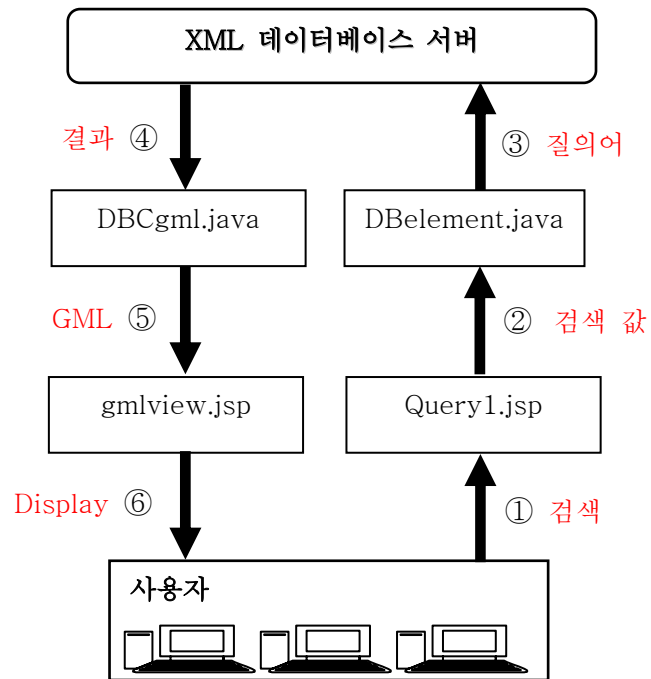 XML 데이터베이스 서버
결과 ④
③ 질의어
DBCgml.java
DBelement.java
GML ⑤
② 검색 값
gmlview.jsp
Query1.jsp
Display ⑥
① 검색
사용자